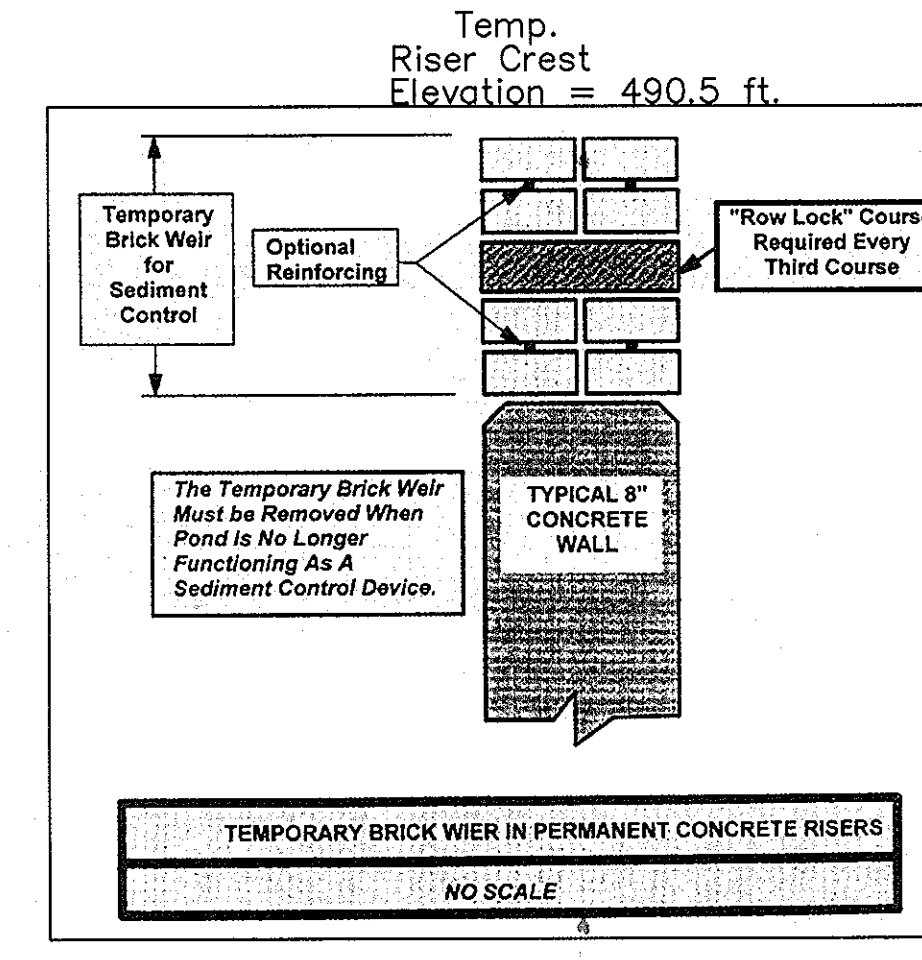 Temp.
Riser Crest
Elevation = 490.5 ft.
Temporary
Brick Weir
for
Sediment
Control
Optional
Reinforcing
"Row Lock" Cours
Required Every
Third Course
The Temporary Brick Weir
Must be Removed When
Pond Is No Longer
Functioning As A
Sediment Control Device.
TYPICAL 8"
CONCRETE
WALL
TEMPORARY BRICK WIER IN PERMANENT CONCRETE RISERS
NO SCALE